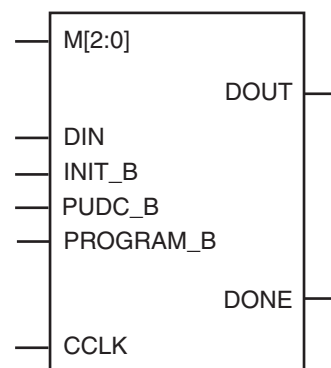 M[2:0]
DOUT
DIN
INIT_B
PUDC_B
PROGRAM_B
DONE
CCLK